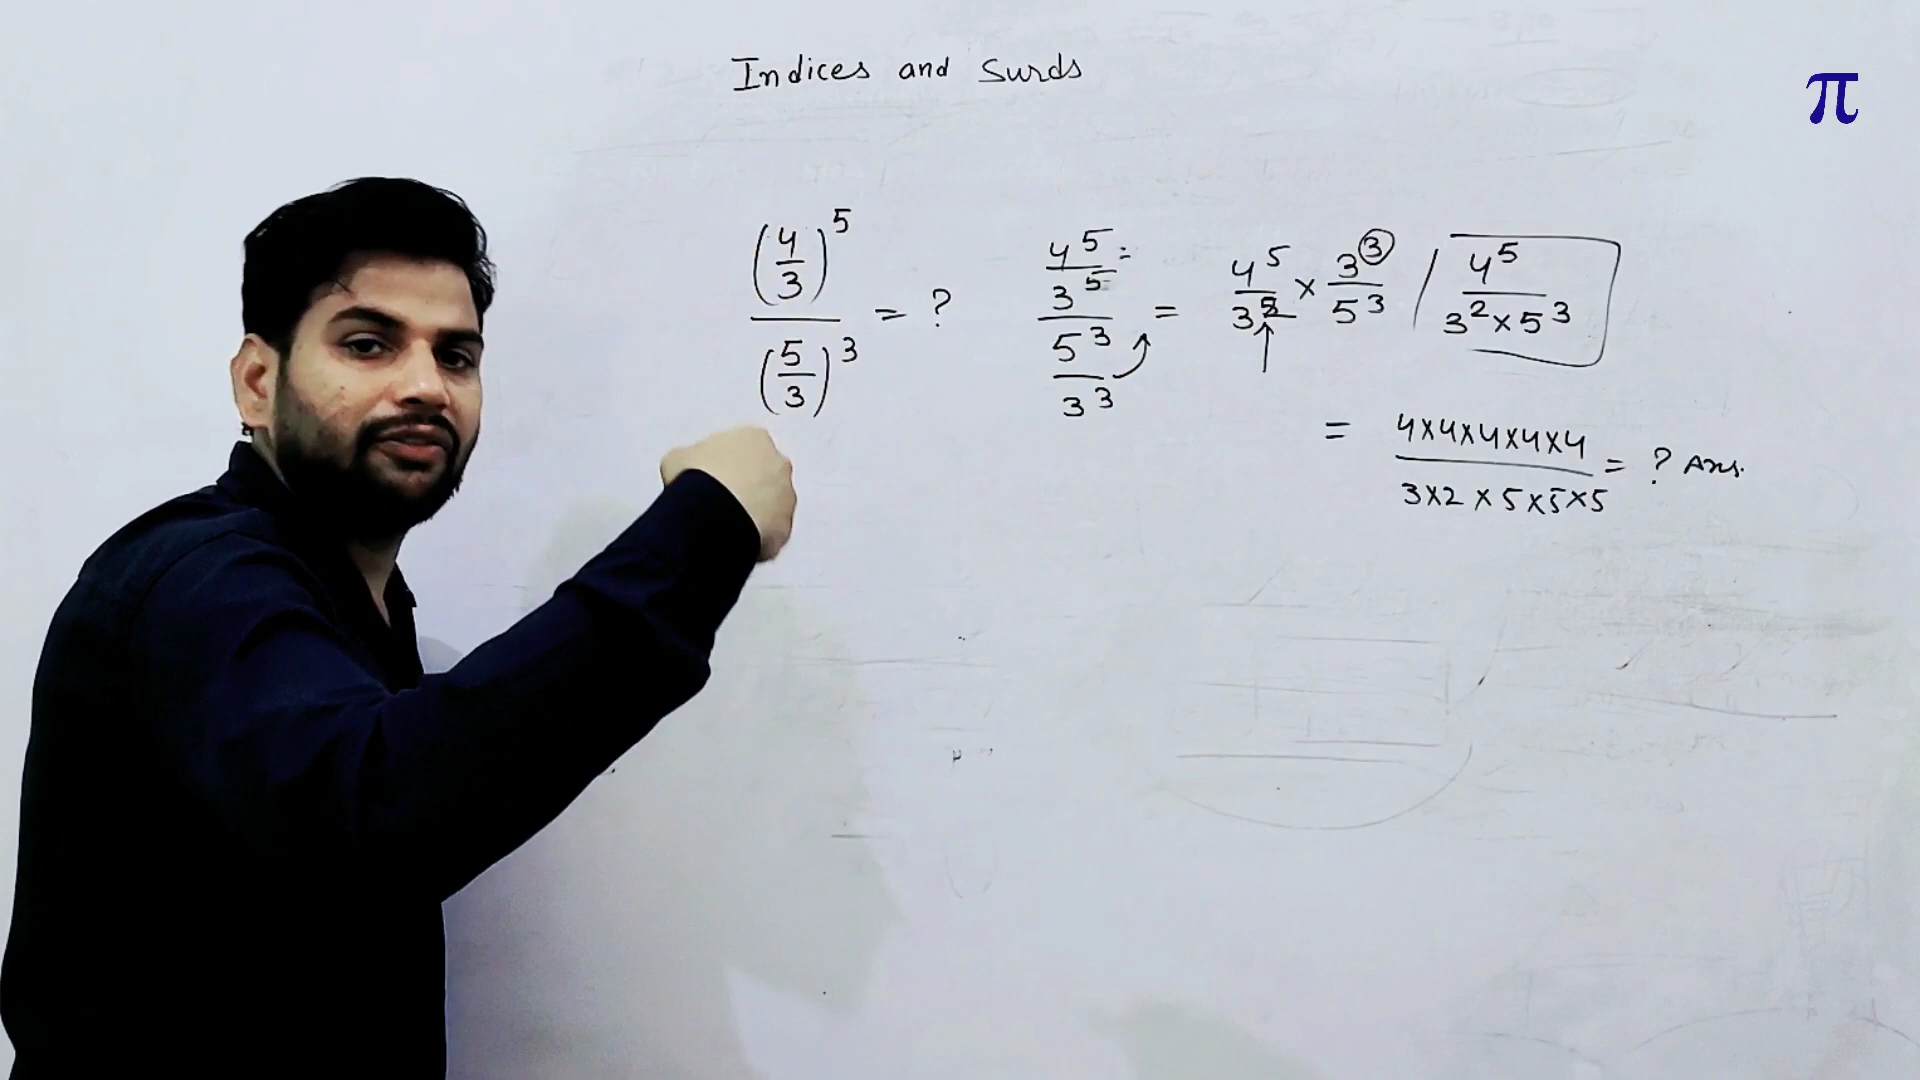 Indices and Surds
π
(4/3)^5 / (5/3)^3 = ?
4^5/3^5 / 5^3/3^3 = 4^5/3^5 × 3^3/5^3 / 4^5/3^2×5^3
= 4×4×4×4×4 / 3×2×5×5×5 = ? Ans.